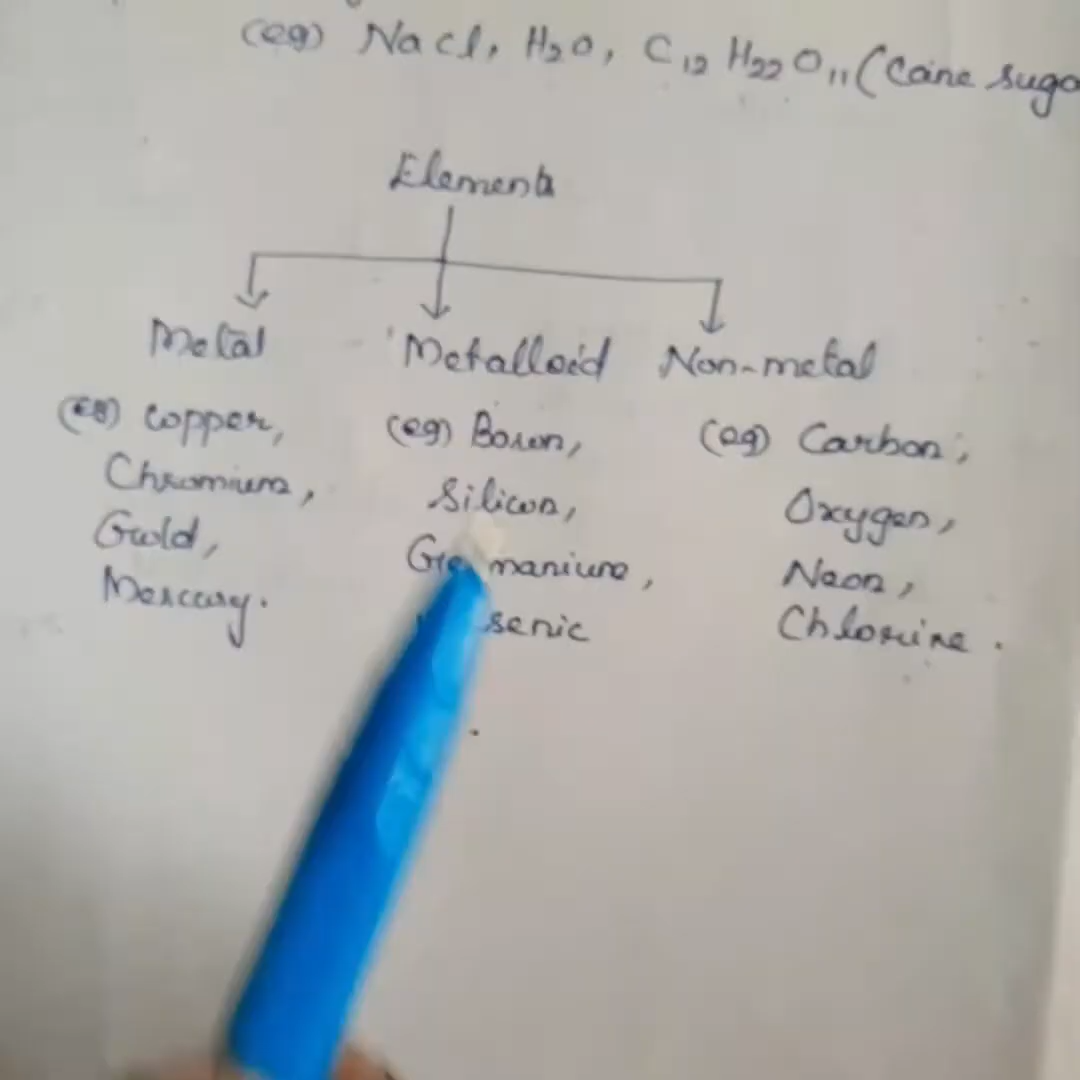 (eg) NaCl, H₂O, C₁₂H₂₂O₁₁ (Cane suga
Elements
Metal Metalloid Non-metal
(eg) Copper, (eg) Boron, (eg) Carbon,
Chromium, Silicon, Oxygen,
Gold, Germanium, Neon,
Mercury. senic Chlorine.